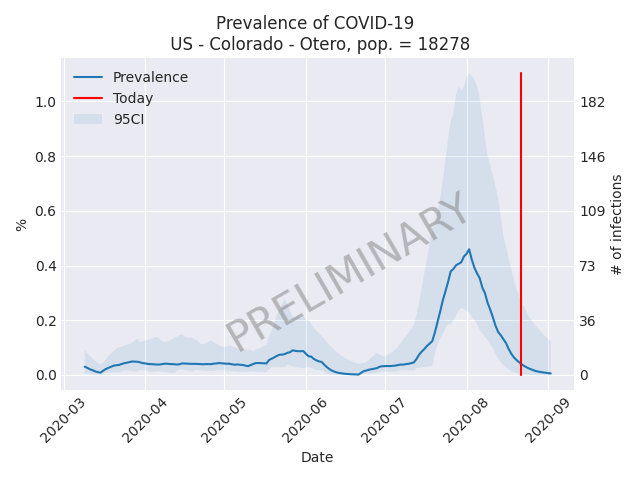 Prevalence of COVID-19
US - Colorado - Otero, pop. = 18278
Prevalence
Today
95CI
1.0
0.8
0.6
0.4
0.2
0.0
%
182
146
109
73
36
0
# of infections
PRELIMINARY
2020-03
2020-04
2020-05
2020-06
2020-07
2020-08
2020-09
Date